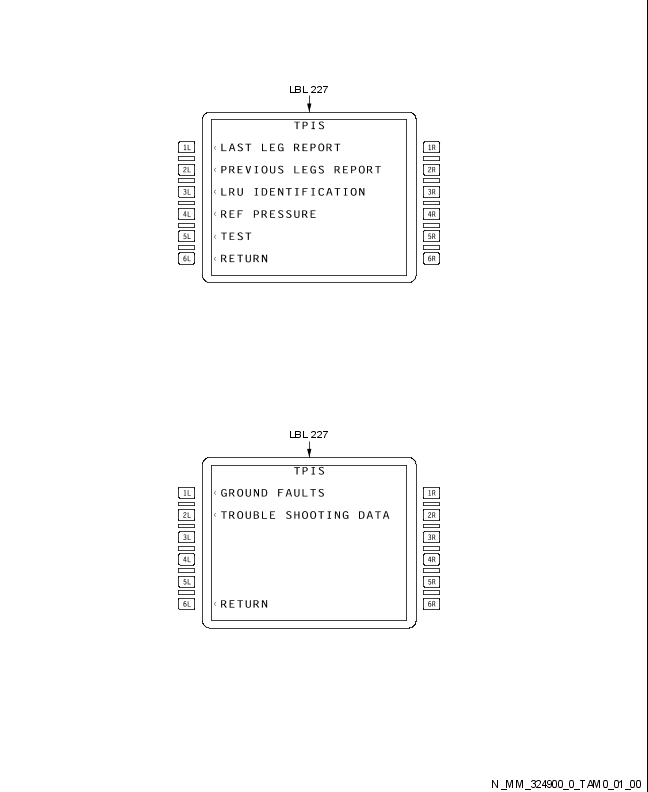 LBL 227
TPIS
1L ‹ LAST LEG REPORT 1R
2L ‹ PREVIOUS LEGS REPORT 2R
3L ‹ LRU IDENTIFICATION 3R
4L ‹ REF PRESSURE 4R
5L ‹ TEST 5R
6L ‹ RETURN 6R
LBL 227
TPIS
1L ‹ GROUND FAULTS 1R
2L ‹ TROUBLE SHOOTING DATA 2R
3L 3R
4L 4R
5L 5R
6L ‹ RETURN 6R
N_MM_324900_0_TAM0_01_00